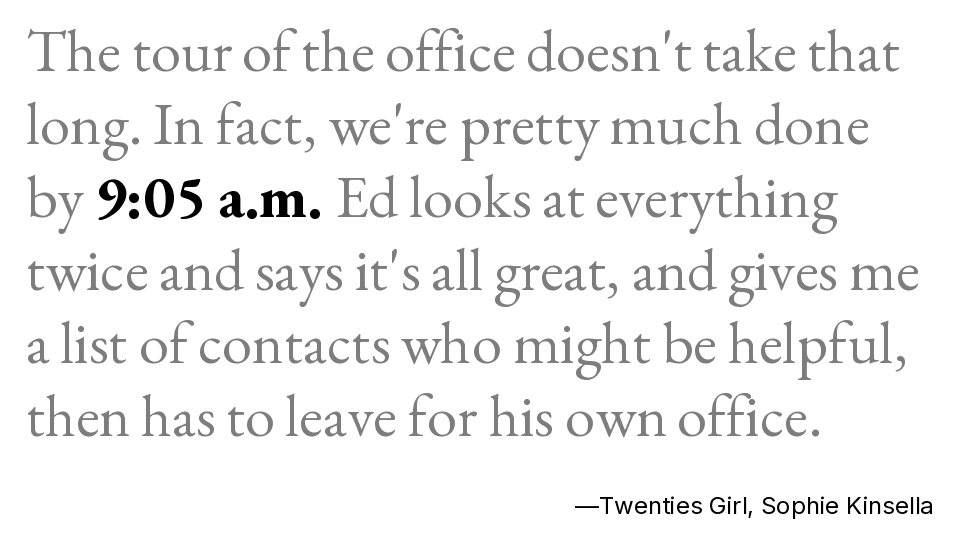 The tour of the office doesn't take that
long. In fact, we're pretty much done
by 9:05 a.m. Ed looks at everything
twice and says it's all great, and gives me
a list of contacts who might be helpful,
then has to leave for his own office.
—Twenties Girl, Sophie Kinsella